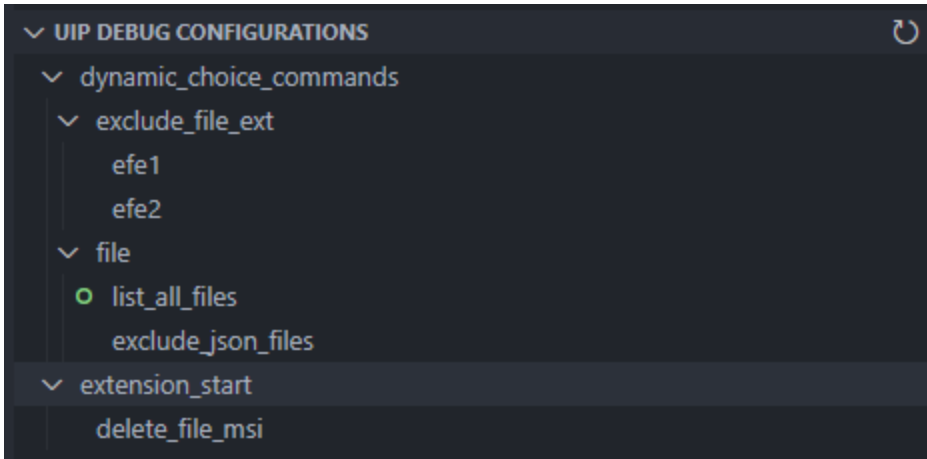 UIP DEBUG CONFIGURATIONS
dynamic_choice_commands
exclude_file_ext
efe1
efe2
file
list_all_files
exclude_json_files
extension_start
delete_file_msi